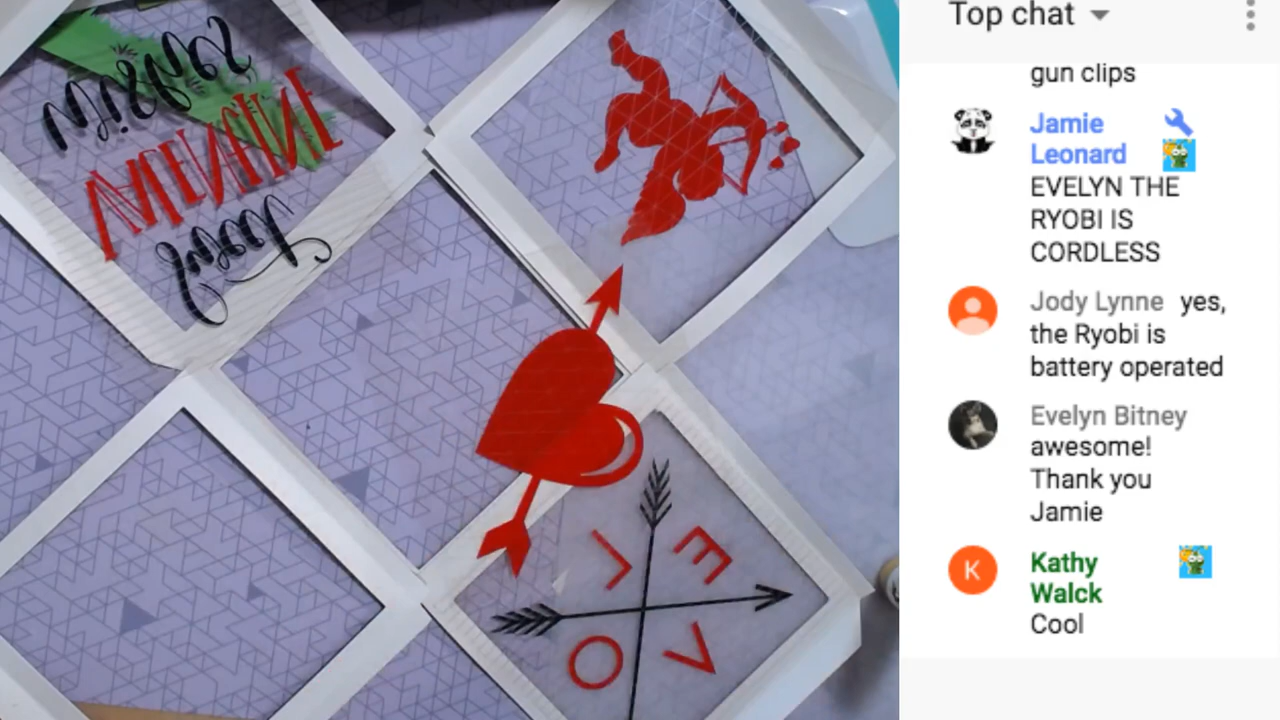 Top chat
gun clips
Jamie
Leonard
EVELYN THE
RYOBI IS
CORDLESS
Jody Lynne yes,
the Ryobi is
battery operated
Evelyn Bitney
awesome!
Thank you
Jamie
K
Kathy
Walck
Cool
L E
O V